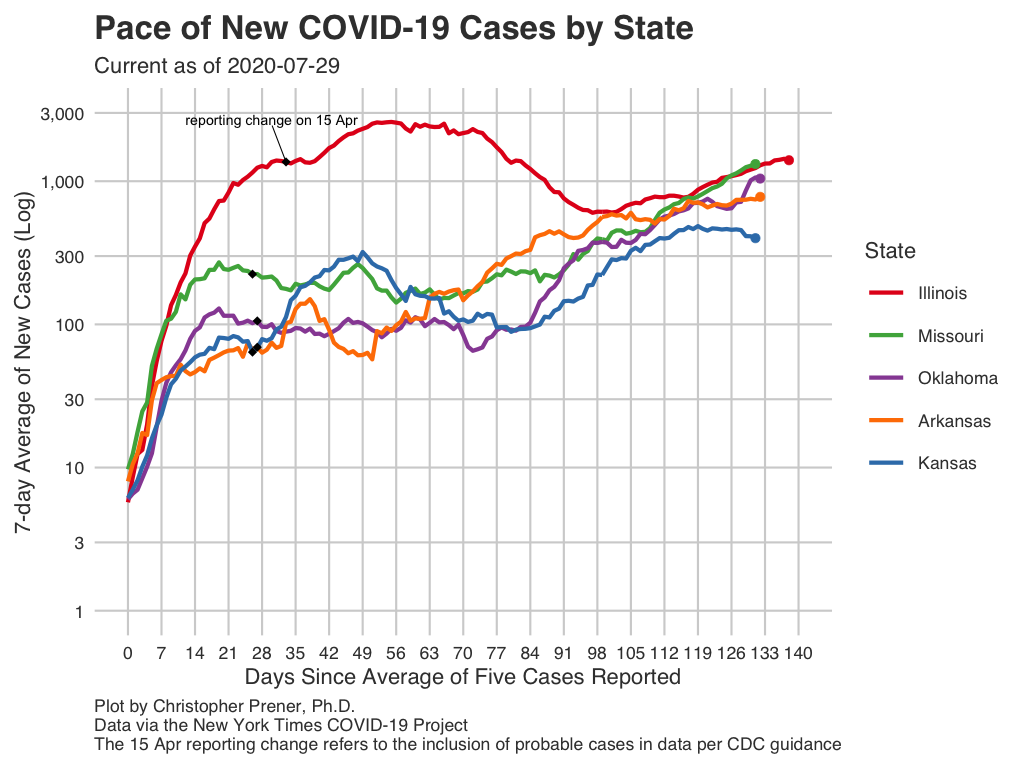 Pace of New COVID-19 Cases by State
Current as of 2020-07-29
7-day Average of New Cases (Log)
3,000
1,000
300
100
30
10
3
1
reporting change on 15 Apr
0 7 14 21 28 35 42 49 56 63 70 77 84 91 98 105 112 119 126 133 140
Days Since Average of Five Cases Reported
State
Illinois
Missouri
Oklahoma
Arkansas
Kansas
Plot by Christopher Prener, Ph.D.
Data via the New York Times COVID-19 Project
The 15 Apr reporting change refers to the inclusion of probable cases in data per CDC guidance